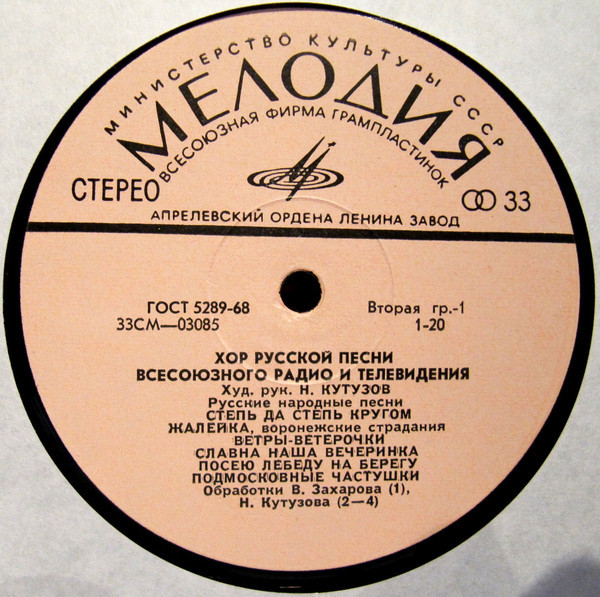 МИНИСТЕРСТВО КУЛЬТУРЫ СССР
МЕЛОДИЯ
ВСЕСОЮЗНАЯ ФИРМА ГРАМПЛАСТИНОК
СТЕРЕО
33
АПРЕЛЕВСКИЙ ОРДЕНА ЛЕНИНА ЗАВОД
ГОСТ 5289-68 Вторая гр.-1
33СМ—03085 1-20
ХОР РУССКОЙ ПЕСНИ
ВСЕСОЮЗНОГО РАДИО И ТЕЛЕВИДЕНИЯ
Худ. рук. Н. КУТУЗОВ
Русские народные песни
СТЕПЬ ДА СТЕПЬ КРУГОМ
ЖАЛЕЙКА, воронежские страдания
ВЕТРЫ-ВЕТЕРОЧКИ
СЛАВНА НАША ВЕЧЕРИНКА
ПОСЕЮ ЛЕБЕДУ НА БЕРЕГУ
ПОДМОСКОВНЫЕ ЧАСТУШКИ
Обработки В. Захарова (1),
Н. Кутузова (2—4)